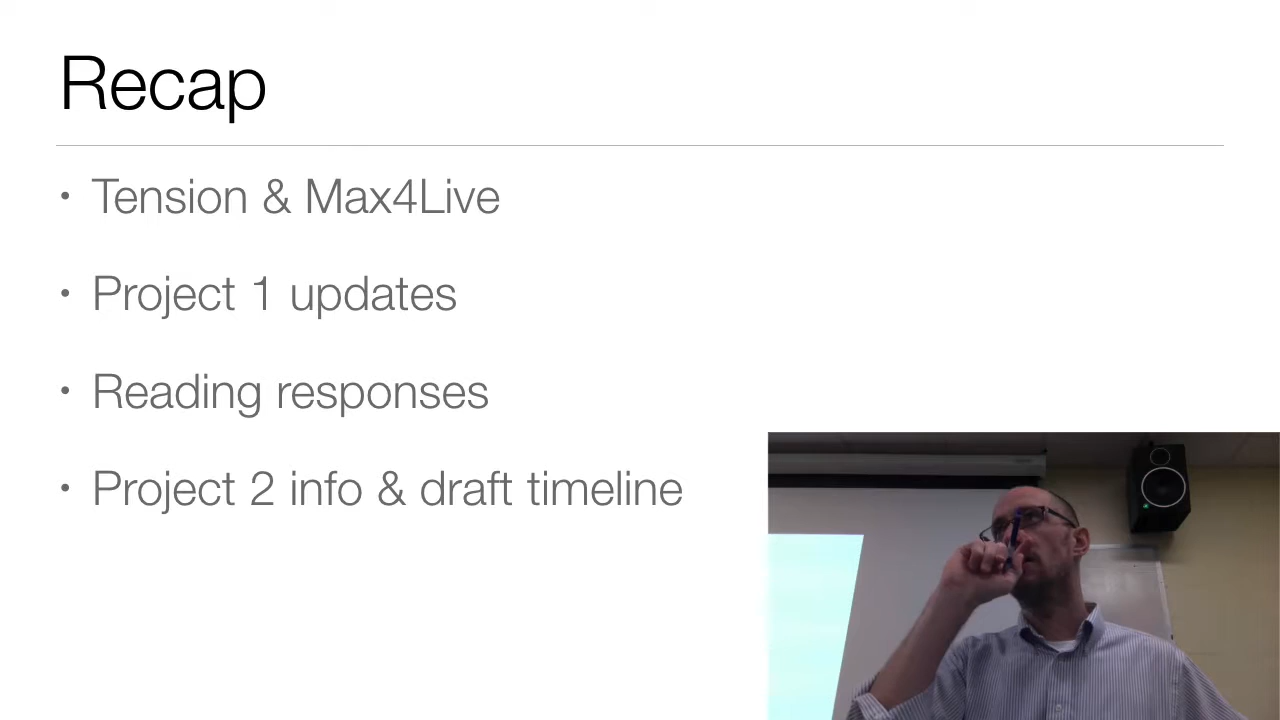 Recap
• Tension & Max4Live
• Project 1 updates
• Reading responses
• Project 2 info & draft timeline